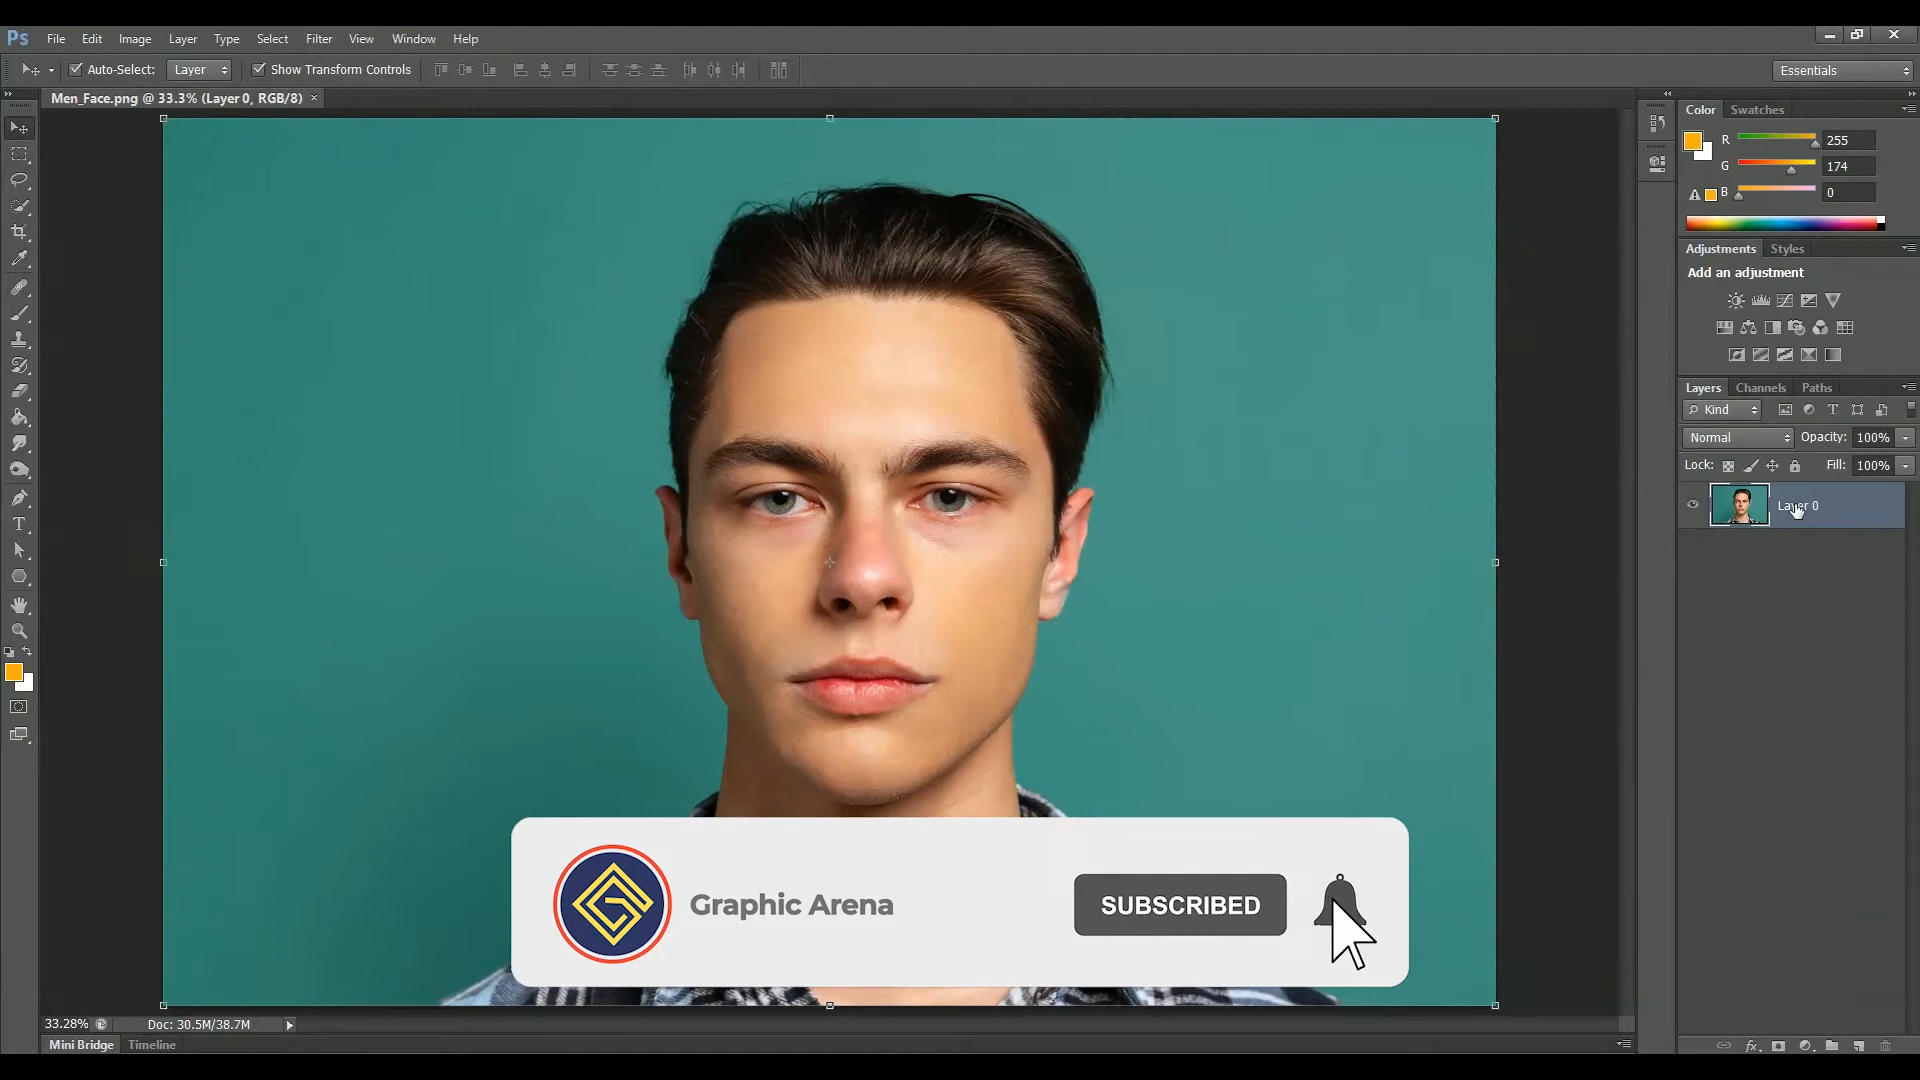 Ps File Edit Image Layer Type Select Filter View Window Help
Auto-Select: Layer Show Transform Controls Essentials
Men_Face.png @ 33.3% (Layer 0, RGB/8) ×
Color Swatches
R 255
G 174
B 0
Adjustments Styles
Add an adjustment
Layers Channels Paths
Kind
Normal Opacity: 100%
Lock: Fill: 100%
Layer 0
Graphic Arena SUBSCRIBED
33.28% Doc: 30.5M/38.7M
Mini Bridge Timeline